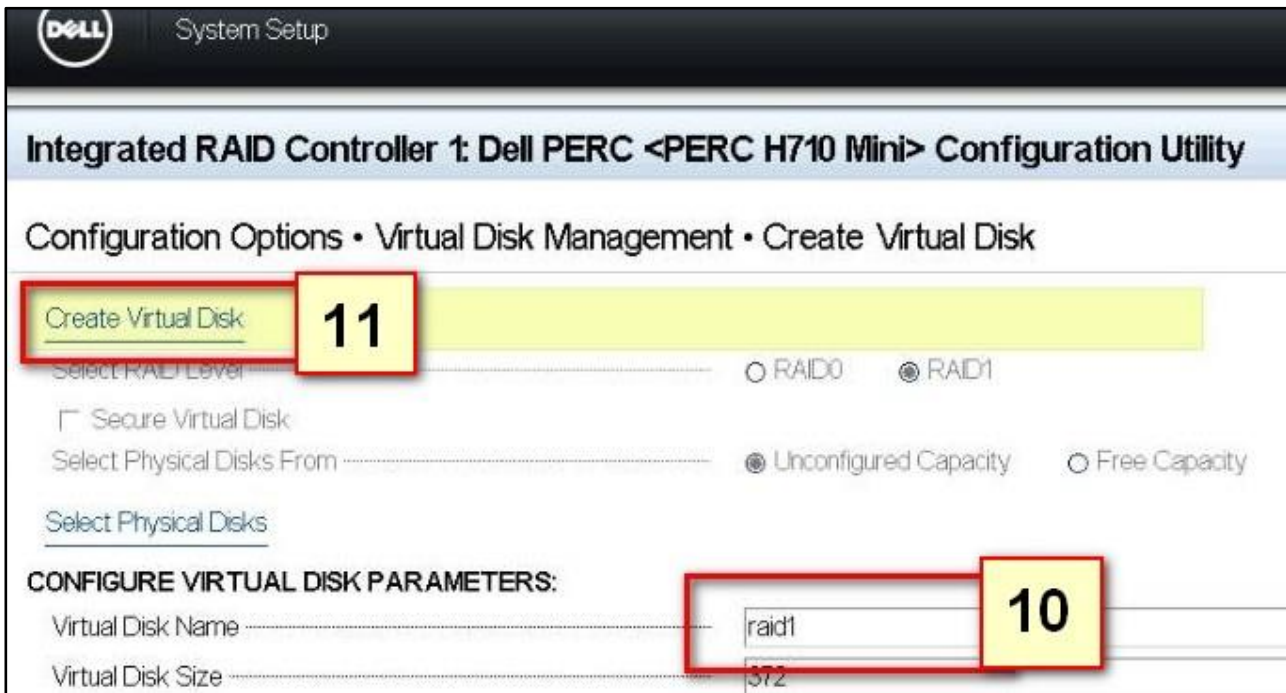 DELL System Setup
Integrated RAID Controller 1: Dell PERC <PERC H710 Mini> Configuration Utility
Configuration Options • Virtual Disk Management • Create Virtual Disk
Create Virtual Disk 11
Select RAID Level RAID0 RAID1
Secure Virtual Disk
Select Physical Disks From Unconfigured Capacity Free Capacity
Select Physical Disks
CONFIGURE VIRTUAL DISK PARAMETERS:
Virtual Disk Name raid1 10
Virtual Disk Size 372